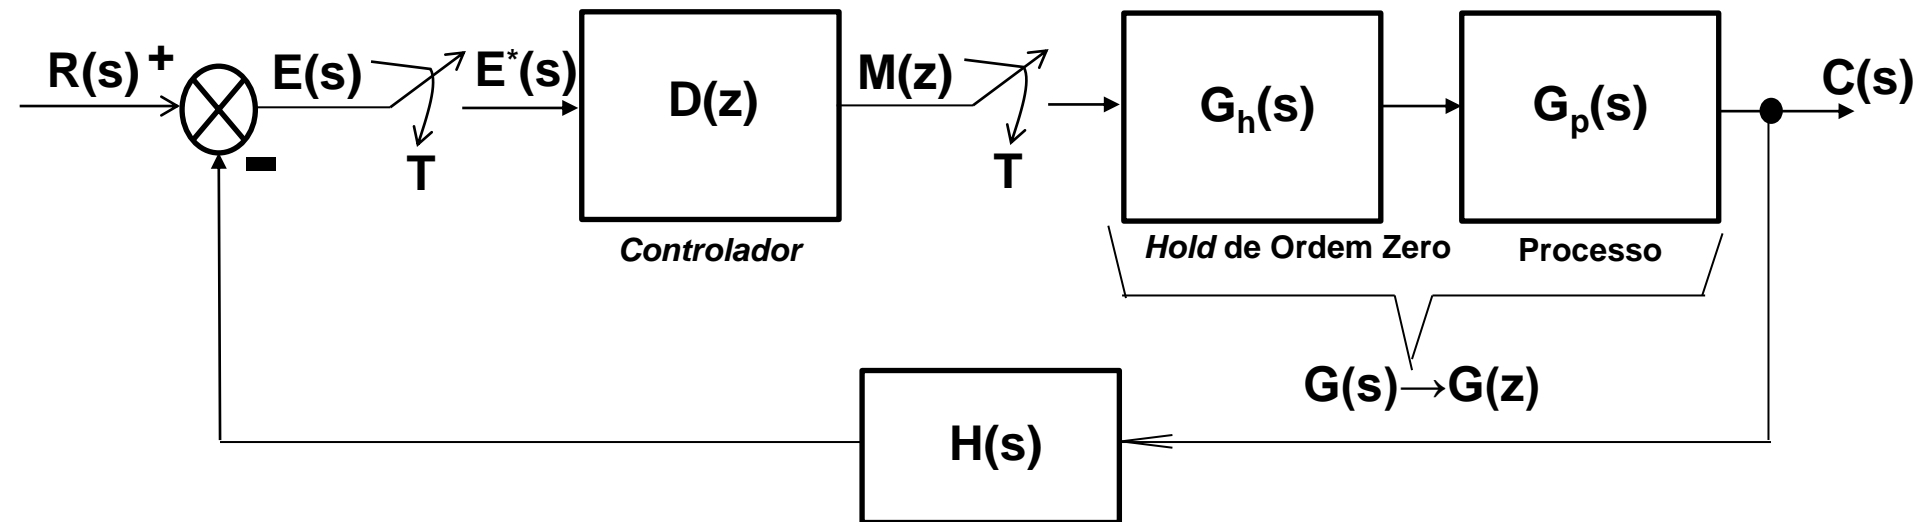 R(s) +
E(s)
T
E*(s)
D(z)
Controlador
M(z)
T
Gh(s)
Hold de Ordem Zero
Gp(s)
Processo
C(s)
G(s)→G(z)
H(s)
-